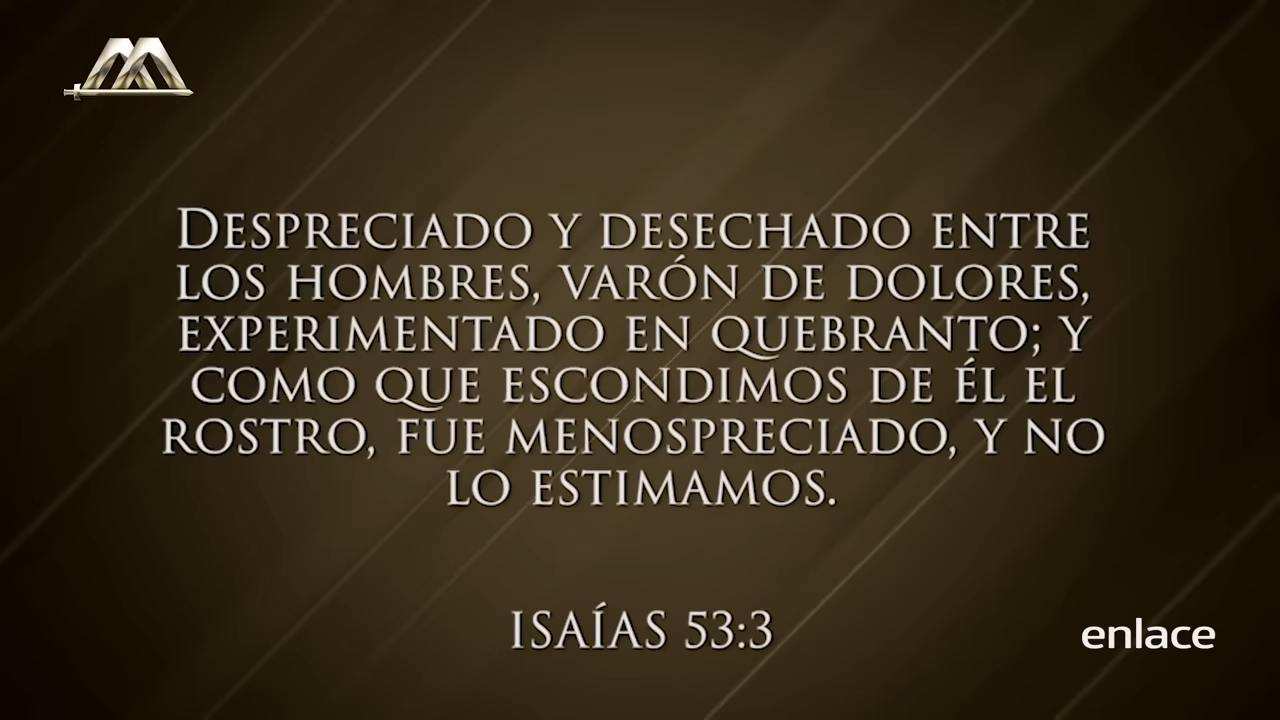 DESPRECIADO Y DESECHADO ENTRE
LOS HOMBRES, VARÓN DE DOLORES,
EXPERIMENTADO EN QUEBRANTO; Y
COMO QUE ESCONDIMOS DE ÉL EL
ROSTRO, FUE MENOSPRECIADO, Y NO
LO ESTIMAMOS.
ISAÍAS 53:3
enlace